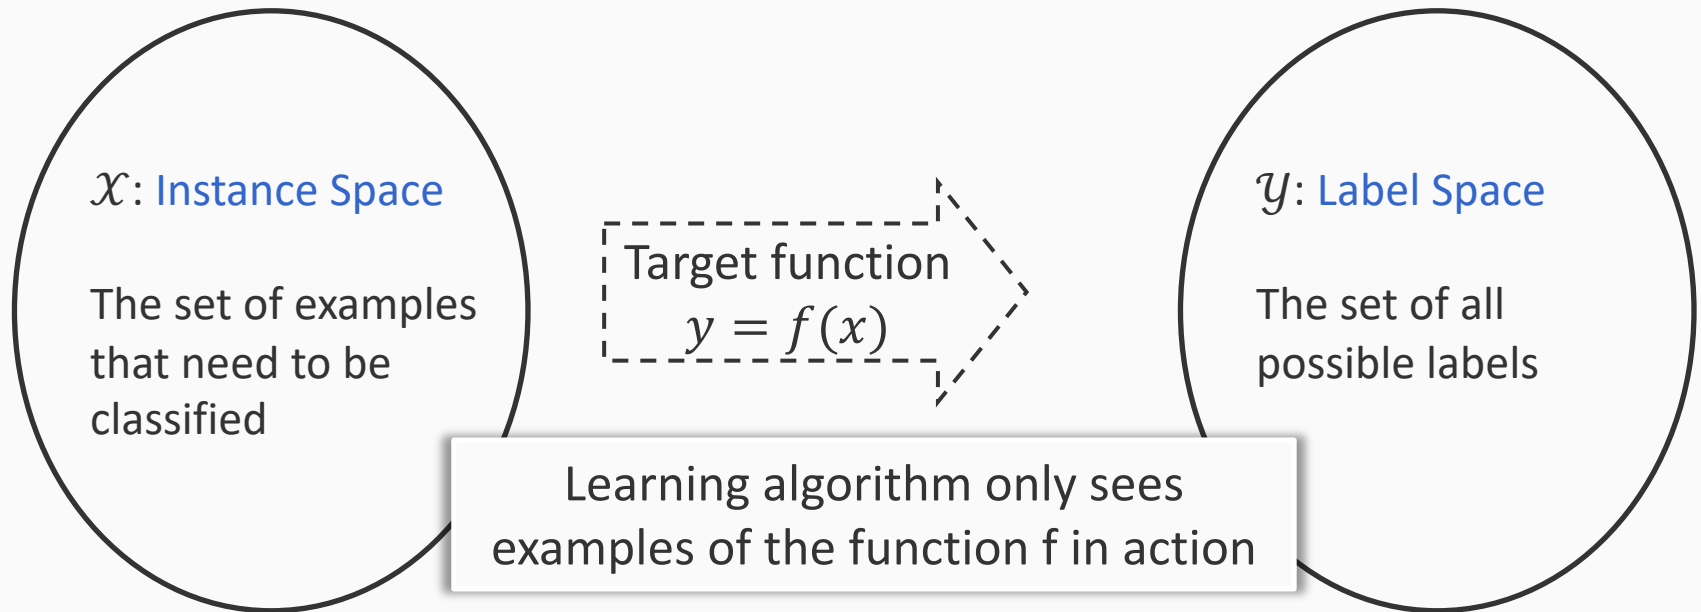 𝒳: Instance Space
The set of examples
that need to be
classified
Target function
𝑦 = 𝑓(𝑥)
𝒴: Label Space
The set of all
possible labels
Learning algorithm only sees
examples of the function f in action